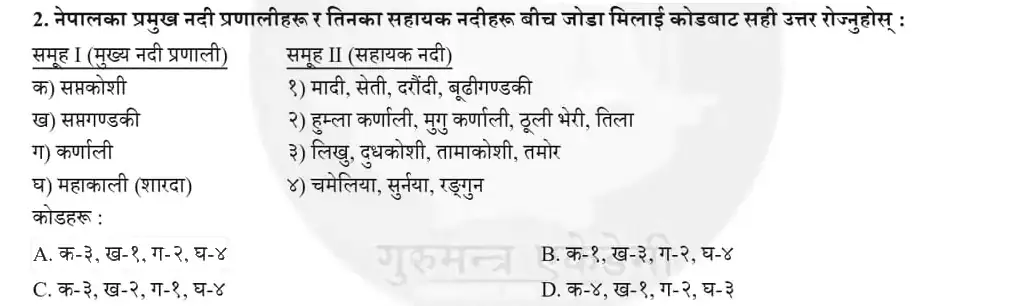 2. नेपालका प्रमुख नदी प्रणालीहरू र तिनका सहायक नदीहरू बीच जोडा मिलाई कोडबाट सही उत्तर रोज्नुहोस् :
समूह I (मुख्य नदी प्रणाली) समूह II (सहायक नदी)
क) सप्तकोशी १) मादी, सेती, दरौंदी, बूढीगण्डकी
ख) सप्तगण्डकी २) हुम्ला कर्णाली, मुगु कर्णाली, ठूली भेरी, तिला
ग) कर्णाली ३) लिखु, दुधकोशी, तामाकोशी, तमोर
घ) महाकाली (शारदा) ४) चमेलिया, सुर्नया, रङ्गुन
कोडहरू :
A. क-३, ख-१, ग-२, घ-४ B. क-१, ख-३, ग-२, घ-४
गुरुमन्त्र एकेडेमी
C. क-३, ख-२, ग-१, घ-४ D. क-४, ख-१, ग-२, घ-३